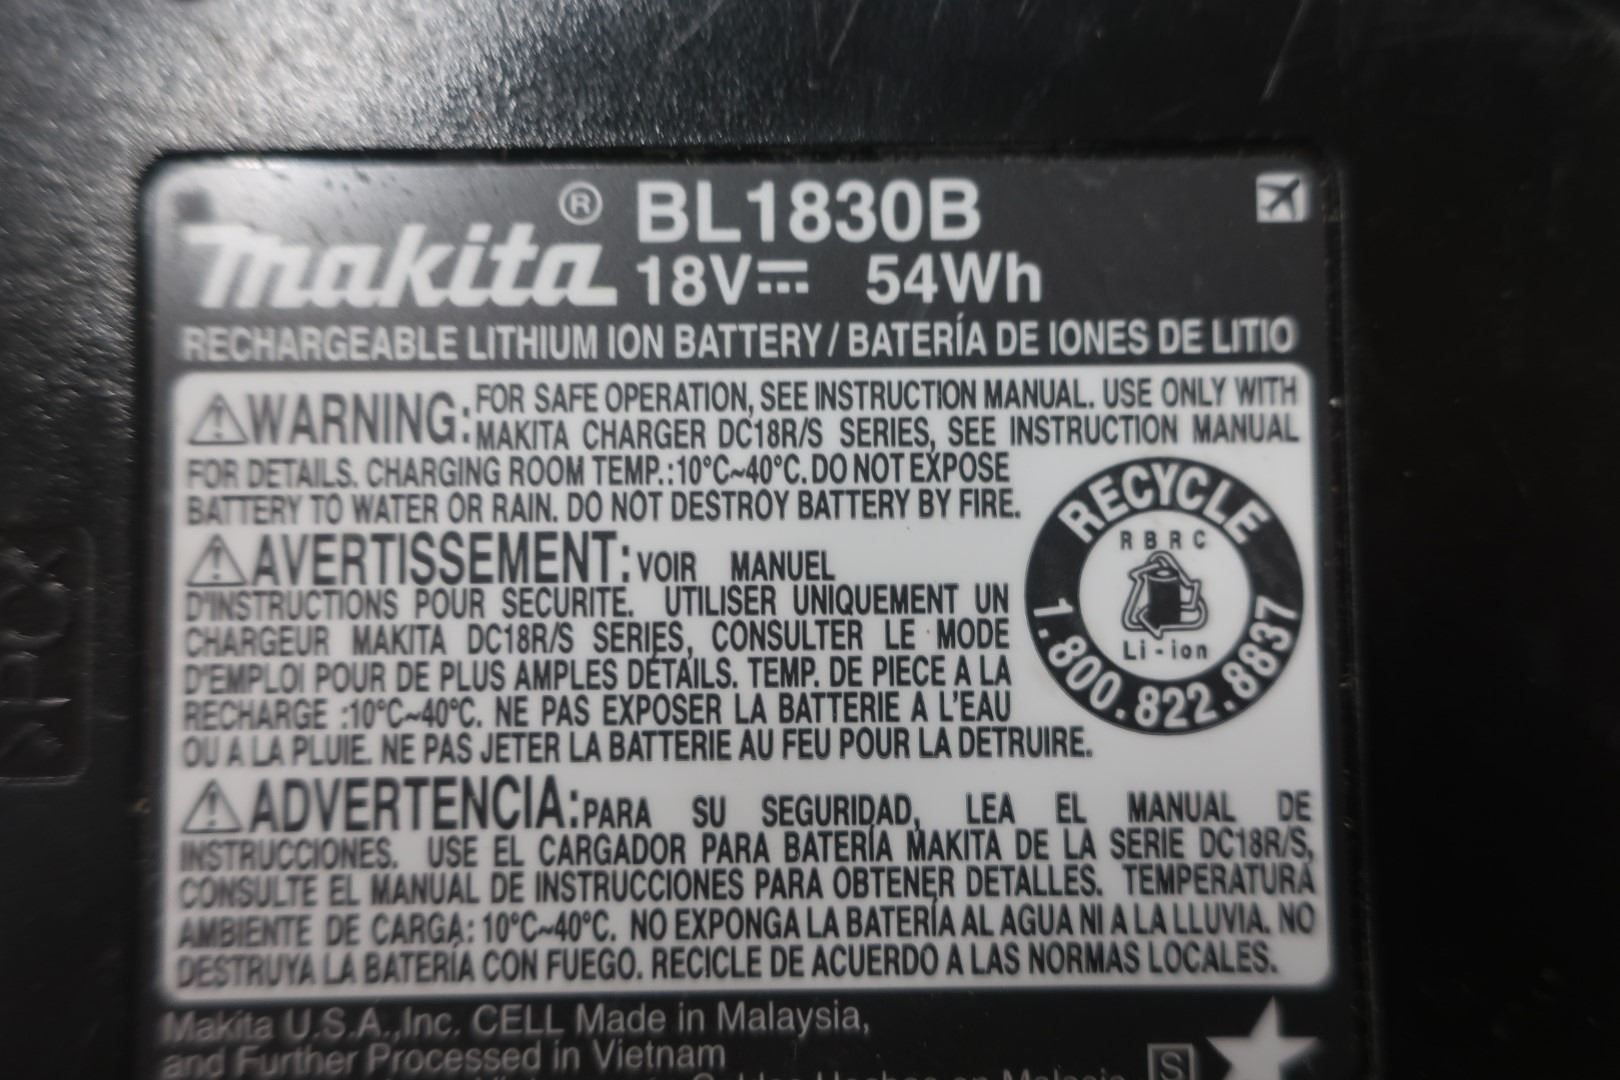 Makita® BL1830B
18V 54Wh
RECHARGEABLE LITHIUM ION BATTERY / BATERÍA DE IONES DE LITIO
⚠WARNING: FOR SAFE OPERATION, SEE INSTRUCTION MANUAL. USE ONLY WITH
MAKITA CHARGER DC18R/S SERIES, SEE INSTRUCTION MANUAL
FOR DETAILS. CHARGING ROOM TEMP.:10°C~40°C. DO NOT EXPOSE
BATTERY TO WATER OR RAIN. DO NOT DESTROY BATTERY BY FIRE.
⚠AVERTISSEMENT: VOIR MANUEL
D'INSTRUCTIONS POUR SECURITE. UTILISER UNIQUEMENT UN
CHARGEUR MAKITA DC18R/S SERIES, CONSULTER LE MODE
D'EMPLOI POUR DE PLUS AMPLES DÉTAILS. TEMP. DE PIECE A LA
RECHARGE :10°C~40°C. NE PAS EXPOSER LA BATTERIE A L'EAU
OU A LA PLUIE. NE PAS JETER LA BATTERIE AU FEU POUR LA DETRUIRE.
RECYCLE
RBRC
Li-ion
1.800.822.8837
⚠ADVERTENCIA: PARA SU SEGURIDAD, LEA EL MANUAL DE
INSTRUCCIONES. USE EL CARGADOR PARA BATERÍA MAKITA DE LA SERIE DC18R/S,
CONSULTE EL MANUAL DE INSTRUCCIONES PARA OBTENER DETALLES. TEMPERATURA
AMBIENTE DE CARGA: 10°C~40°C. NO EXPONGA LA BATERÍA AL AGUA NI A LA LLUVIA. NO
DESTRUYA LA BATERÍA CON FUEGO. RECICLE DE ACUERDO A LAS NORMAS LOCALES.
Makita U.S.A.,Inc. CELL Made in Malaysia,
and Further Processed in Vietnam
S